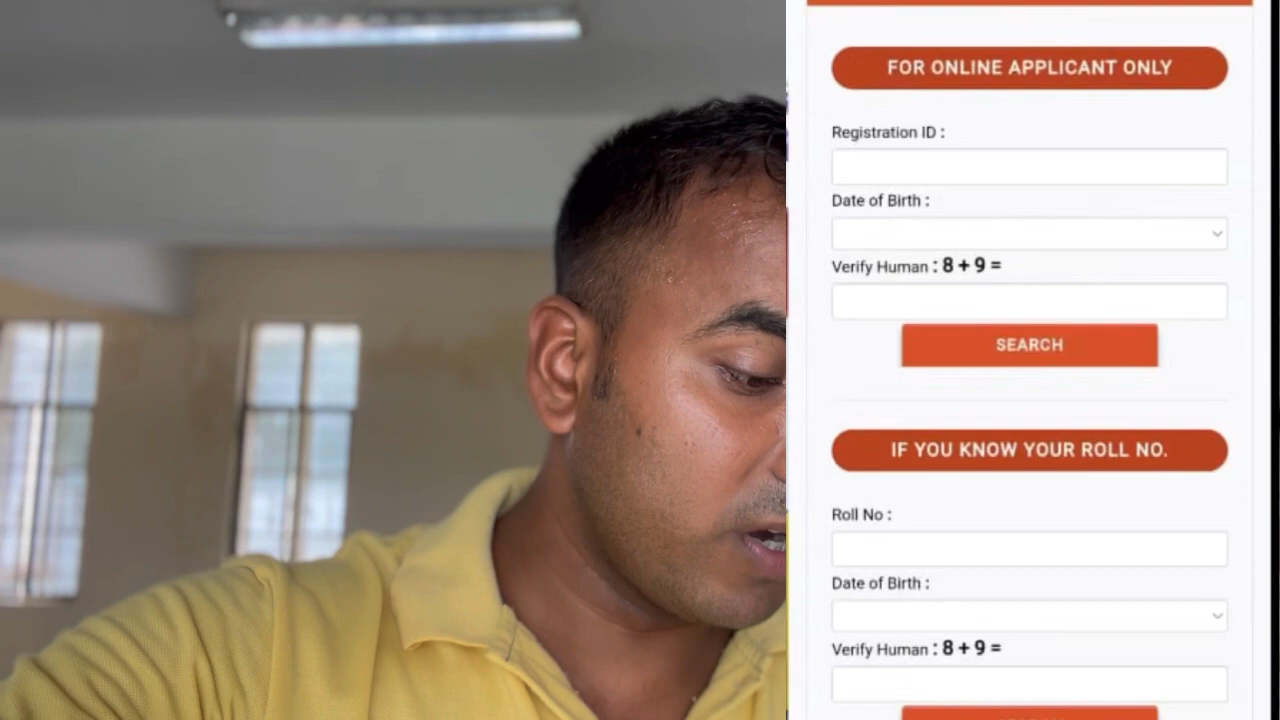 FOR ONLINE APPLICANT ONLY
Registration ID :
Date of Birth :
Verify Human : 8 + 9 =
SEARCH
IF YOU KNOW YOUR ROLL NO.
Roll No :
Date of Birth :
Verify Human : 8 + 9 =